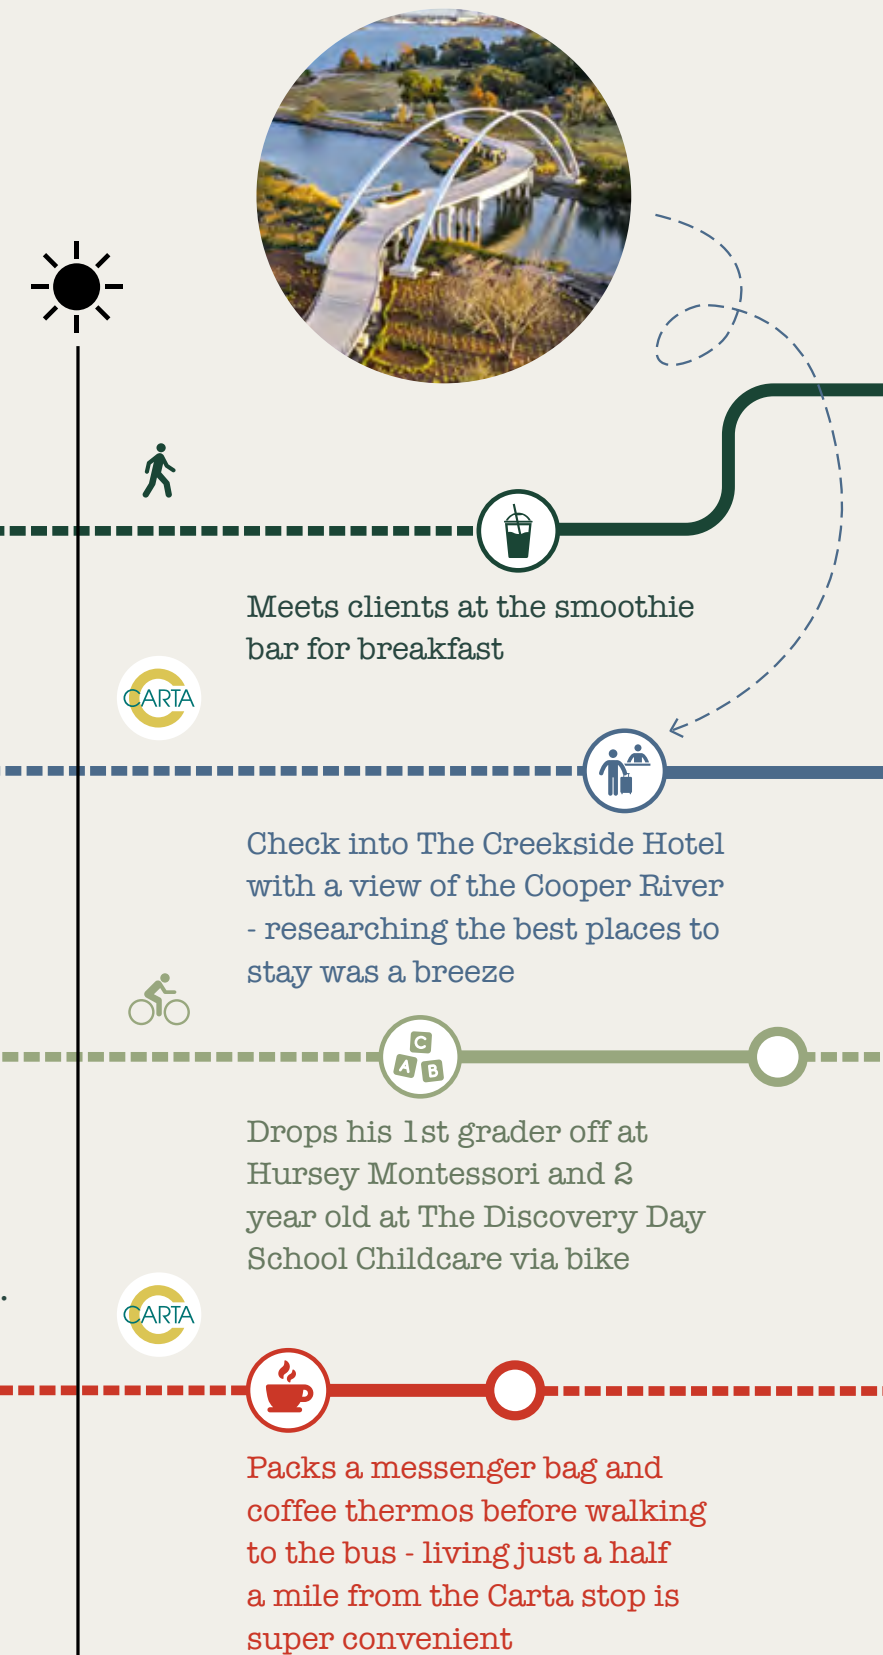 Meets clients at the smoothie
bar for breakfast
CARTA
Check into The Creekside Hotel
with a view of the Cooper River
- researching the best places to
stay was a breeze
C
A B
Drops his 1st grader off at
Hursey Montessori and 2
year old at The Discovery Day
School Childcare via bike
.
CARTA
Packs a messenger bag and
coffee thermos before walking
to the bus - living just a half
a mile from the Carta stop is
super convenient